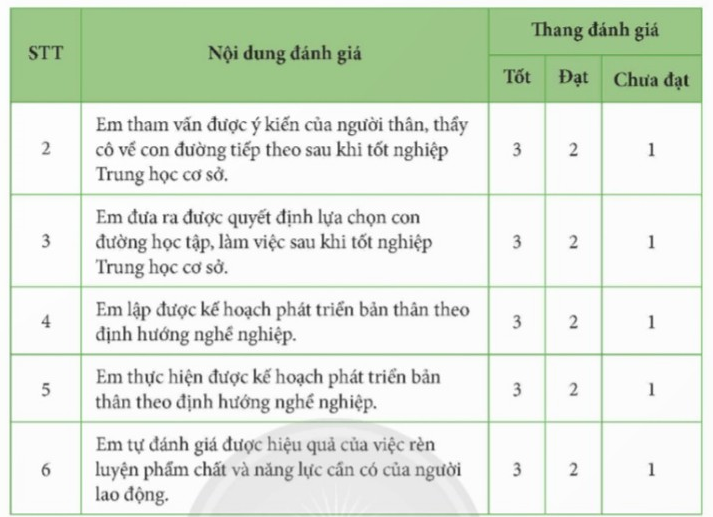 STT
Nội dung đánh giá
Thang đánh giá
Tốt
Đạt
Chưa đạt
2
Em tham vấn được ý kiến của người thân, thầy
cô về con đường tiếp theo sau khi tốt nghiệp
Trung học cơ sở.
3
2
1
3
Em đưa ra được quyết định lựa chọn con
đường học tập, làm việc sau khi tốt nghiệp
Trung học cơ sở.
3
2
1
4
Em lập được kế hoạch phát triển bản thân theo
định hướng nghề nghiệp.
3
2
1
5
Em thực hiện được kế hoạch phát triển bản
thân theo định hướng nghề nghiệp.
3
2
1
6
Em tự đánh giá được hiệu quả của việc rèn
luyện phẩm chất và năng lực cần có của người
lao động.
3
2
1